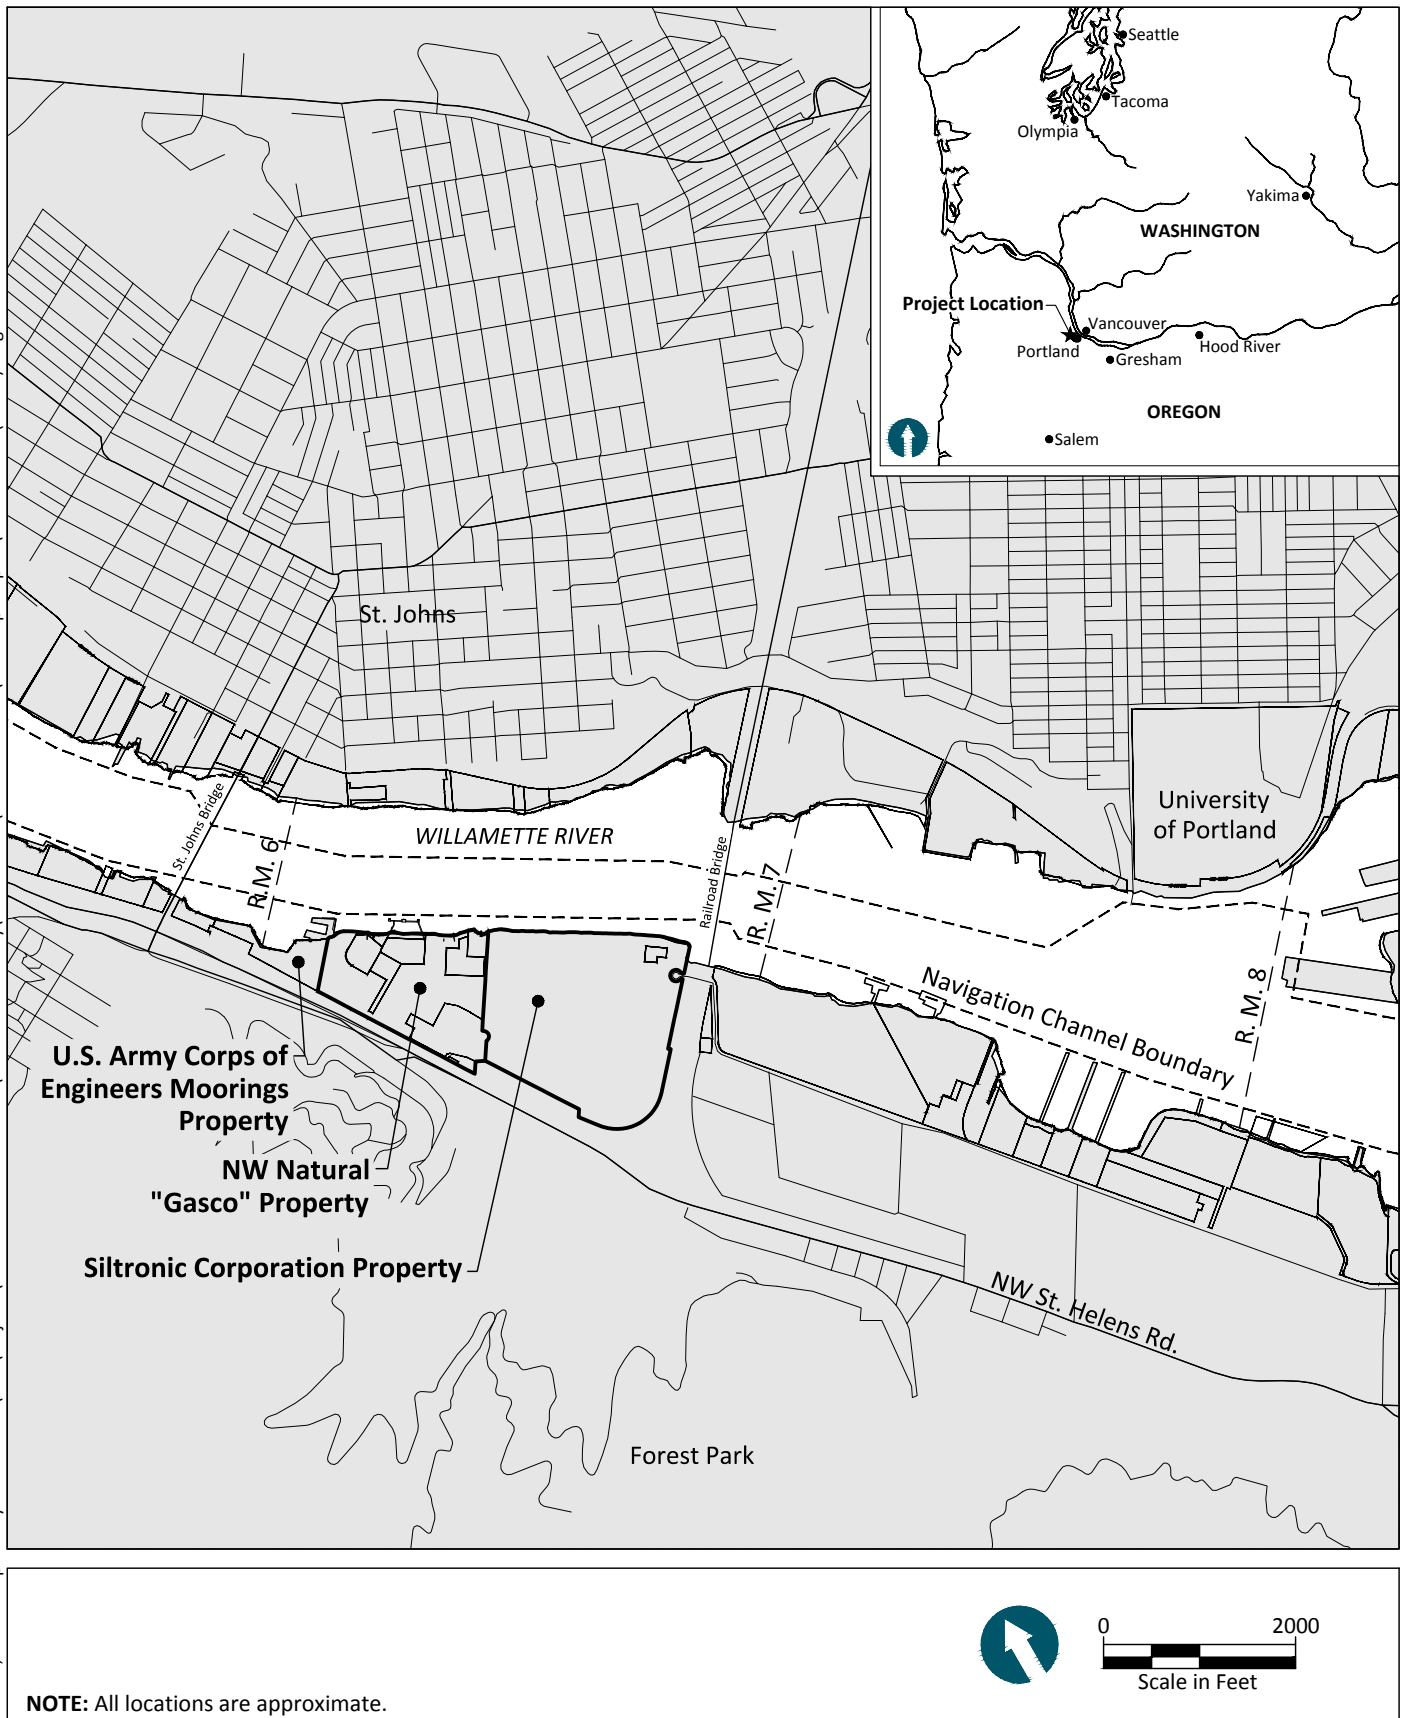 Seattle
Tacoma
Olympia
Yakima
WASHINGTON
Project Location
Vancouver
Portland
Hood River
Gresham
OREGON
Salem
St. Johns
University
of Portland
St. Johns Bridge
R.M. 6
WILLAMETTE RIVER
Railroad Bridge
R. M. 7
R. M. 8
Navigation Channel Boundary
U.S. Army Corps of
Engineers Moorings
Property
NW Natural
"Gasco" Property
Siltronic Corporation Property
NW St. Helens Rd.
Forest Park
0 2000
Scale in Feet
NOTE: All locations are approximate.